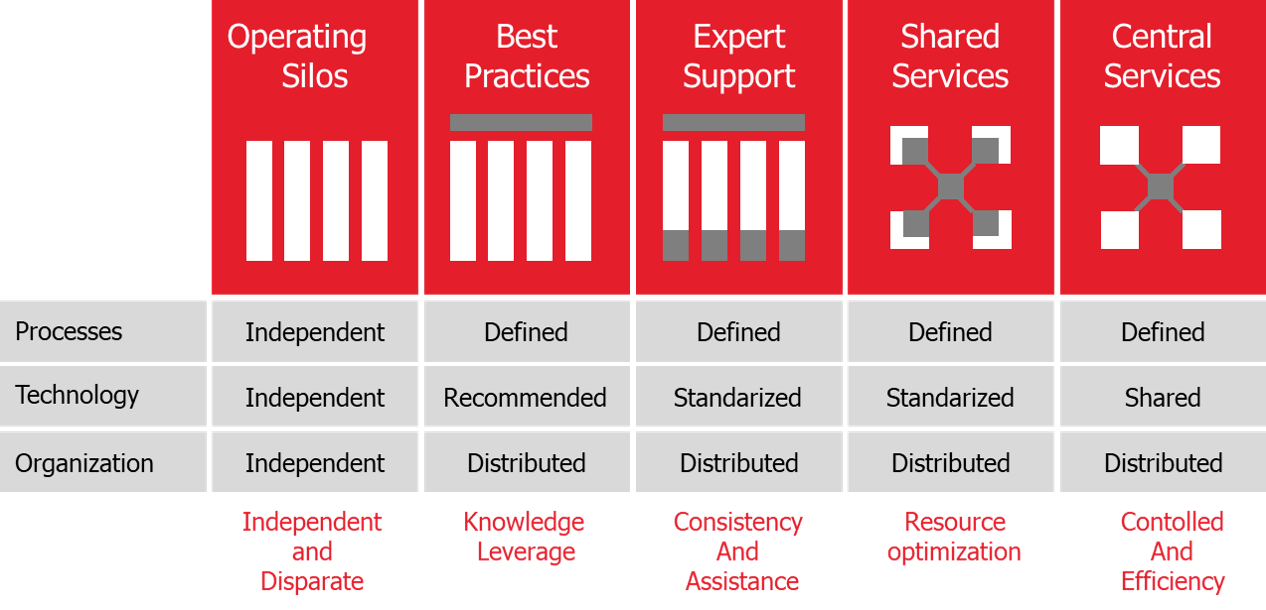 Operating
Silos
Best
Practices
Expert
Support
Shared
Services
Central
Services
Processes
Independent
Defined
Defined
Defined
Defined
Technology
Independent
Recommended
Standarized
Standarized
Shared
Organization
Independent
Distributed
Distributed
Distributed
Distributed
Independent
and
Disparate
Knowledge
Leverage
Consistency
And
Assistance
Resource
optimization
Contolled
And
Efficiency